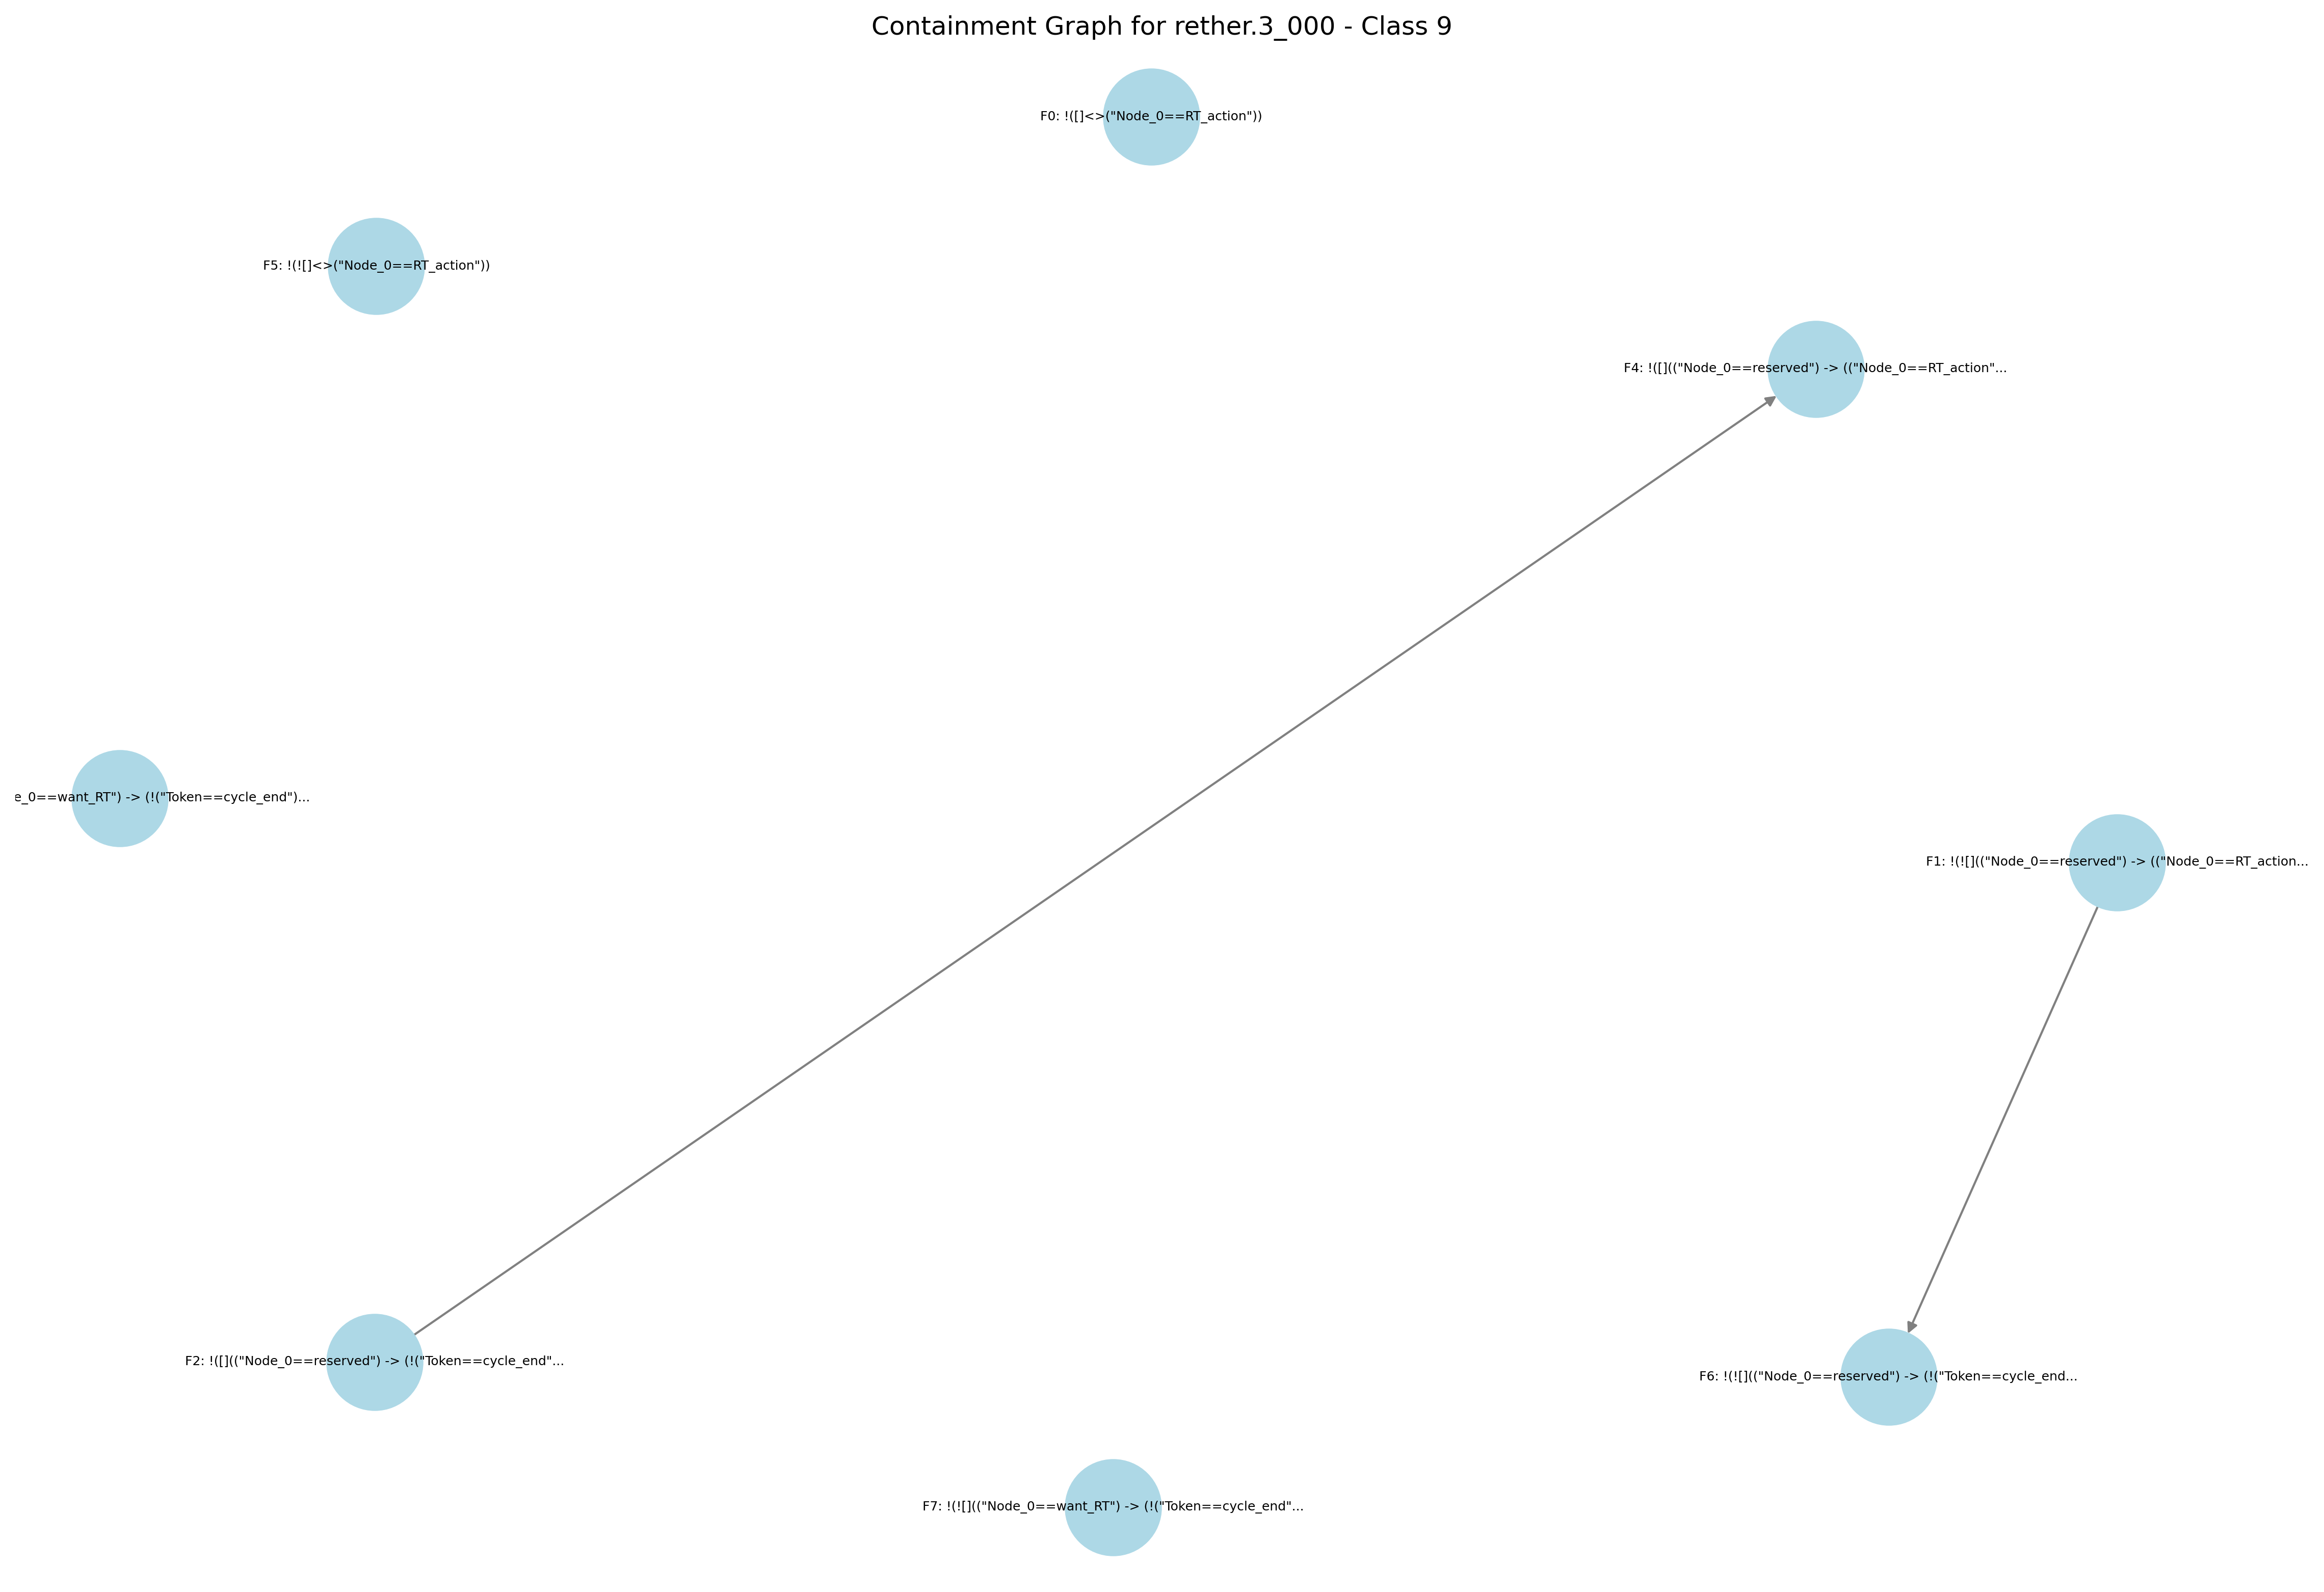 Containment Graph for rether.3_000 - Class 9
F0: !([]<>("Node_0==RT_action"))
F5: !(![]<>("Node_0==RT_action"))
F4: !([](("Node_0==reserved") -> (("Node_0==RT_action"...
e_0==want_RT") -> (!("Token==cycle_end")...
F1: !(![](("Node_0==reserved") -> (("Node_0==RT_action...
F2: !([](("Node_0==reserved") -> (!("Token==cycle_end"...
F6: !(![](("Node_0==reserved") -> (!("Token==cycle_end...
F7: !(![](("Node_0==want_RT") -> (!("Token==cycle_end"...